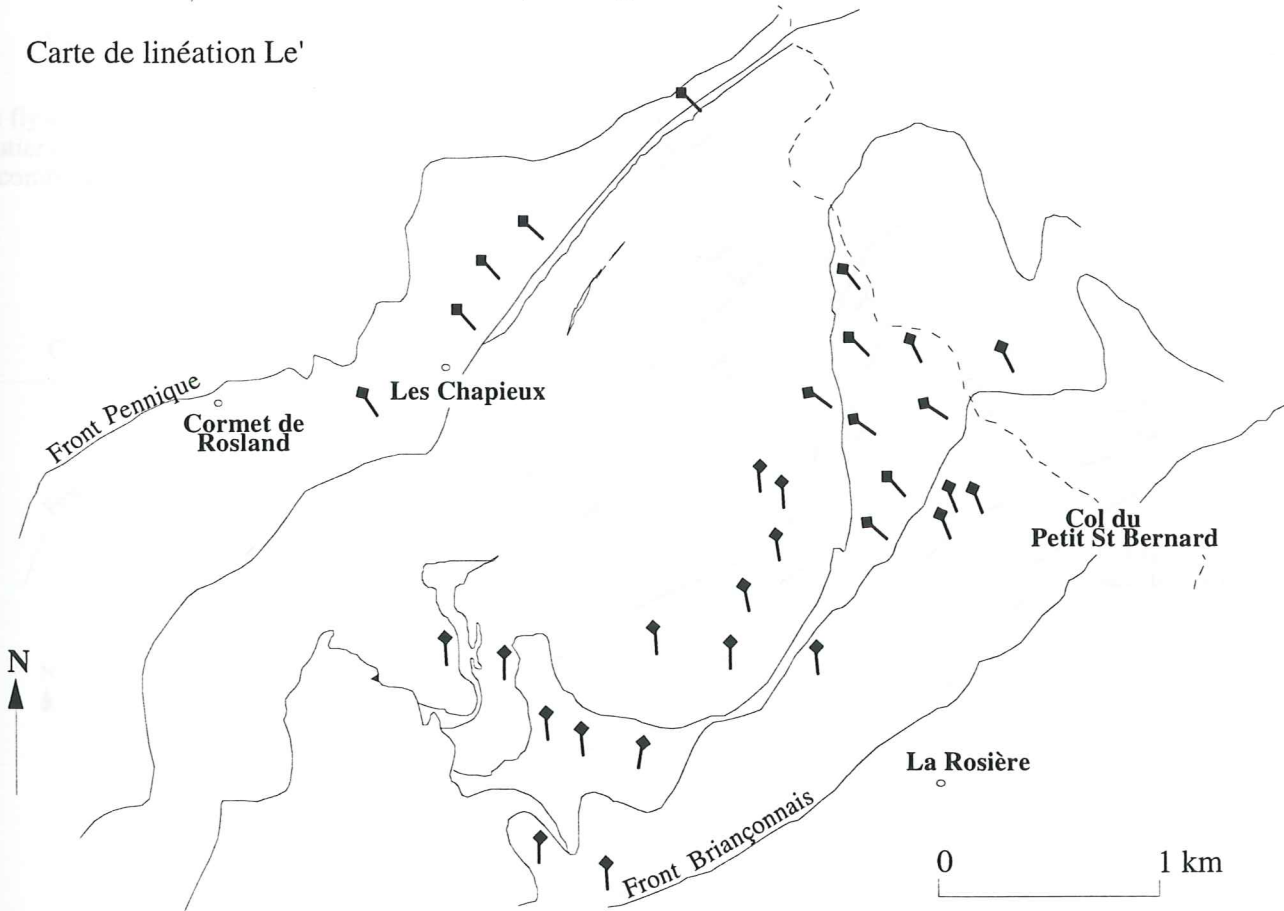 Carte de linéation Le'
Front Pennique
Cormet de
Rosland
Les Chapieux
Col du
Petit St Bernard
N
La Rosière
Front Briançonnais
0 1 km